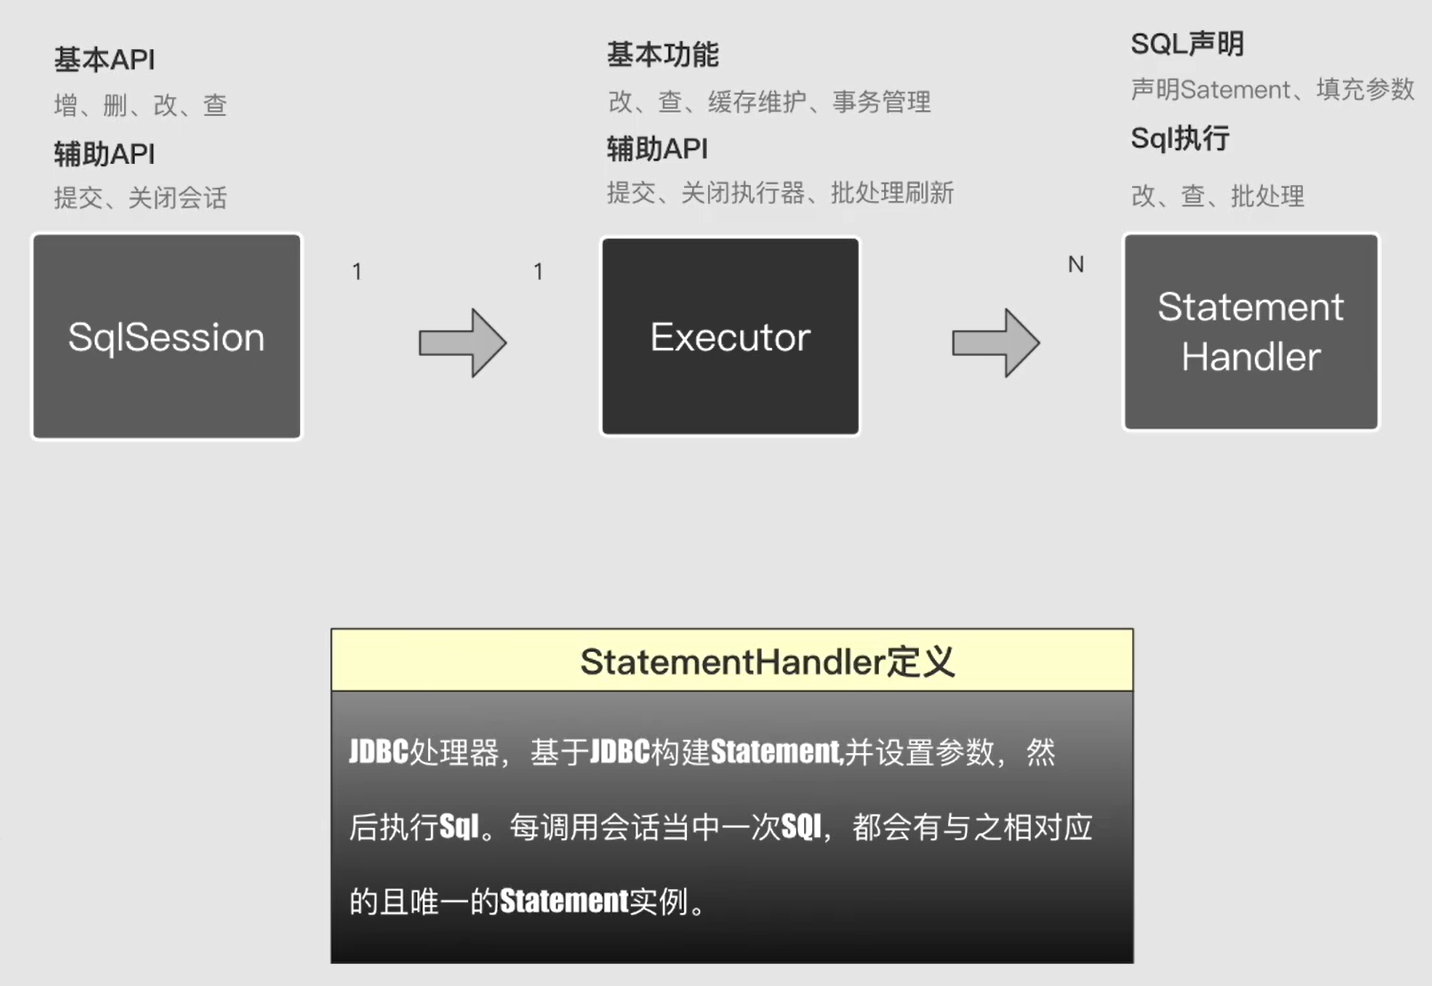 基本API
增、删、改、查
辅助API
提交、关闭会话
SqlSession
1
1
基本功能
改、查、缓存维护、事务管理
辅助API
提交、关闭执行器、批处理刷新
Executor
N
SQL声明
声明Satement、填充参数
Sql执行
改、查、批处理
Statement
Handler
StatementHandler定义
JDBC处理器，基于JDBC构建Statement,并设置参数，然
后执行Sql。每调用会话当中一次SQl，都会有与之相对应
的且唯一的Statement实例。